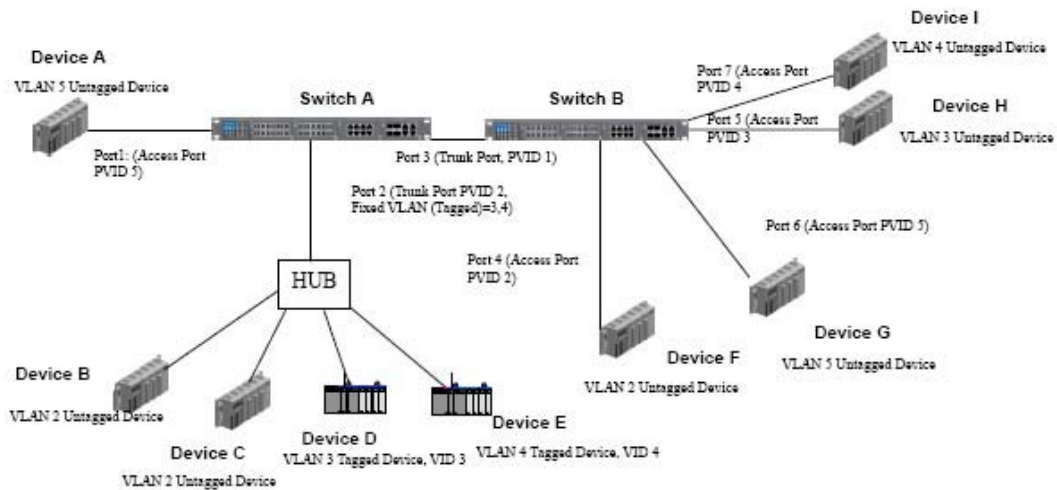 Device I
VLAN 4 Untagged Device
Device A
VLAN 5 Untagged Device
Port 7 (Access Port
PVID 4
Switch A
Switch B
Device H
Port 5 (Access Port
PVID 3
VLAN 3 Untagged Device
Port1: (Access Port
PVID 5)
Port 3 (Trunk Port, PVID 1)
Port 2 (Trunk Port PVID 2,
Fixed VLAN (Tagged)=3,4)
Port 6 (Access Port PVID 5)
Port 4 (Access Port
PVID 2)
HUB
Device G
VLAN 5 Untagged Device
Device F
VLAN 2 Untagged Device
Device B
VLAN 2 Untagged Device
Device E
VLAN 4 Tagged Device, VID 4
Device D
VLAN 3 Tagged Device, VID 3
Device C
VLAN 2 Untagged Device